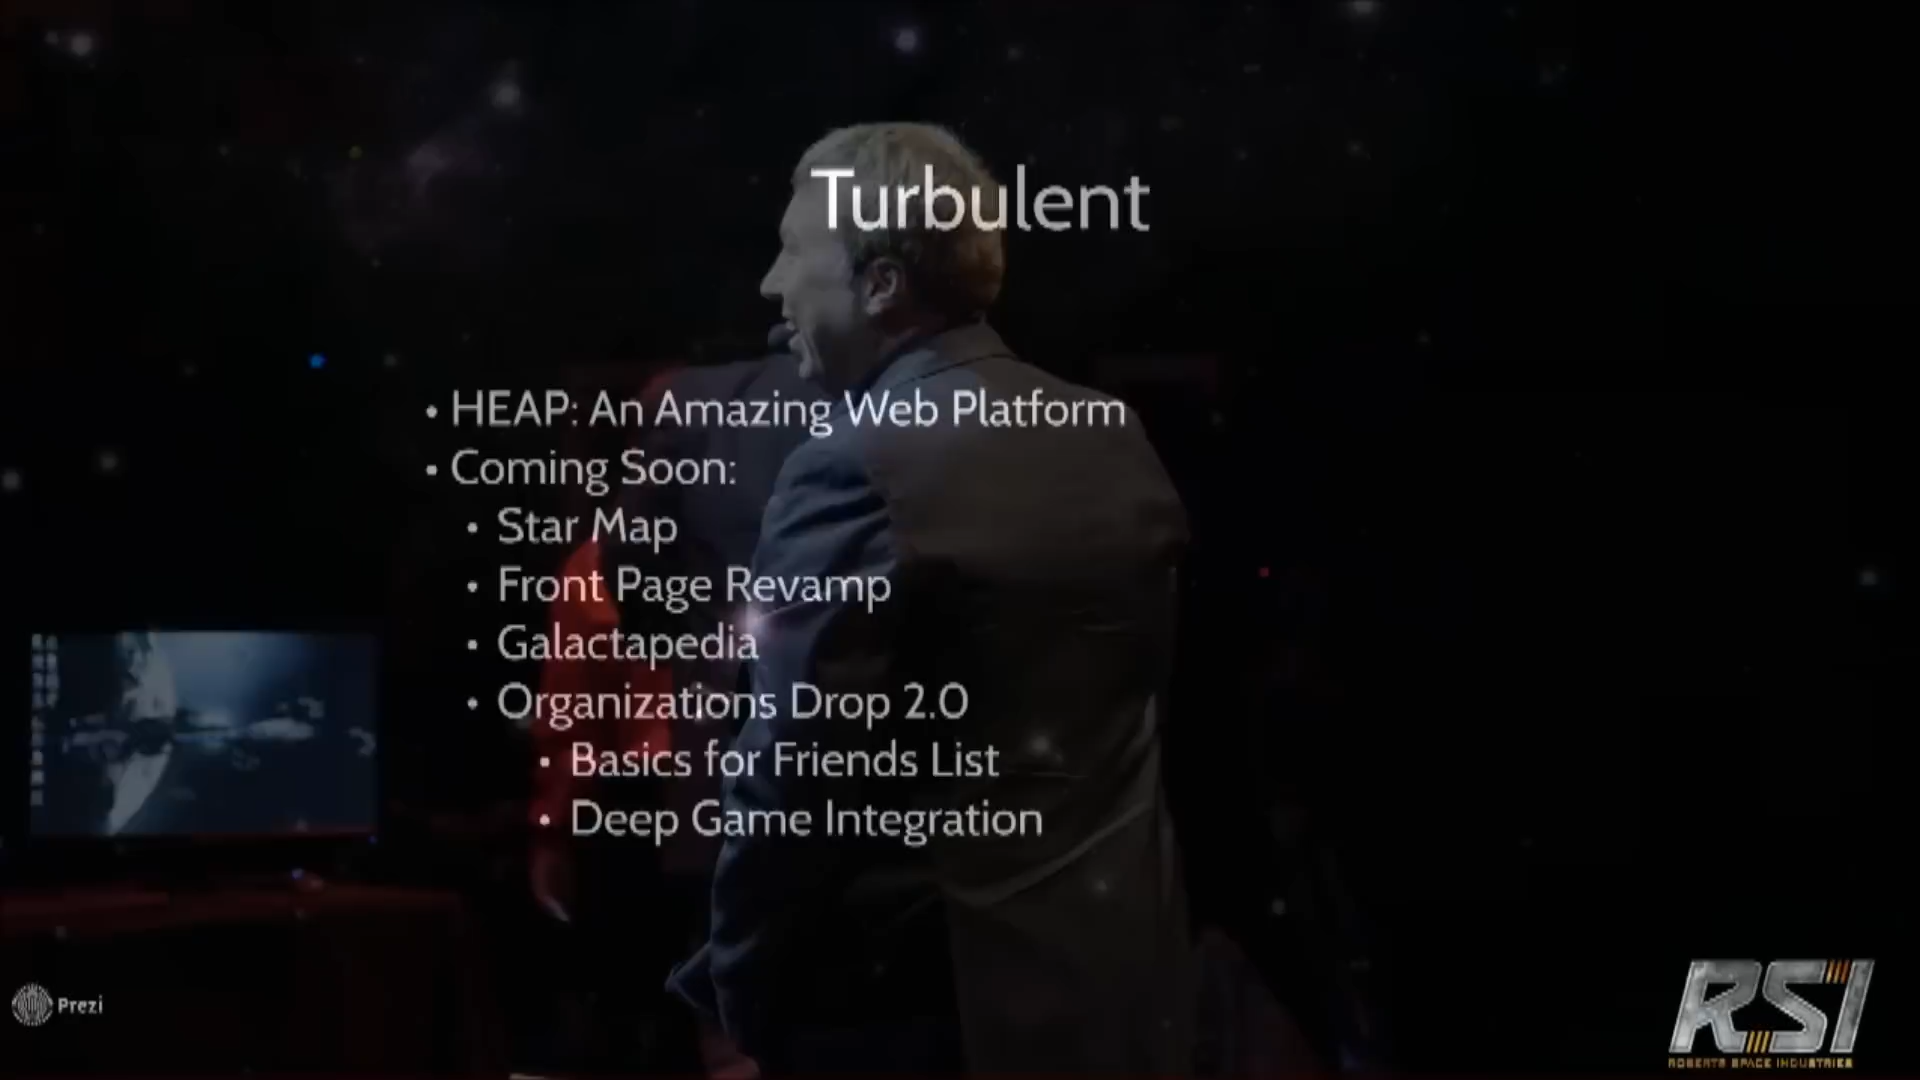 Turbulent
• HEAP: An Amazing Web Platform
• Coming Soon:
• Star Map
• Front Page Revamp
• Galactapedia
• Organizations Drop 2.0
• Basics for Friends List
• Deep Game Integration
Prezi
RSI
ROBERTS SPACE INDUSTRIES